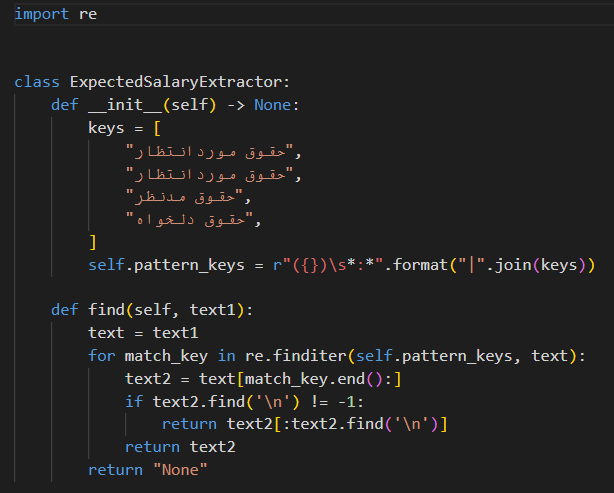 import re
class ExpectedSalaryExtractor:
def __init__(self) -> None:
keys = [
"حقوق موردانتظار",
"حقوق موردانتظار",
"حقوق مدنظر",
"حقوق دلخواه",
]
self.pattern_keys = r"({})\s*:*".format("|".join(keys))
def find(self, text1):
text = text1
for match_key in re.finditer(self.pattern_keys, text):
text2 = text[match_key.end():]
if text2.find('\n') != -1:
return text2[:text2.find('\n')]
return text2
return "None"